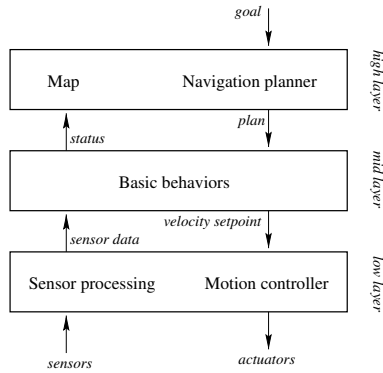 goal
Map Navigation planner
high layer
status plan
Basic behaviors
mid layer
sensor data velocity setpoint
Sensor processing Motion controller
low layer
sensors actuators